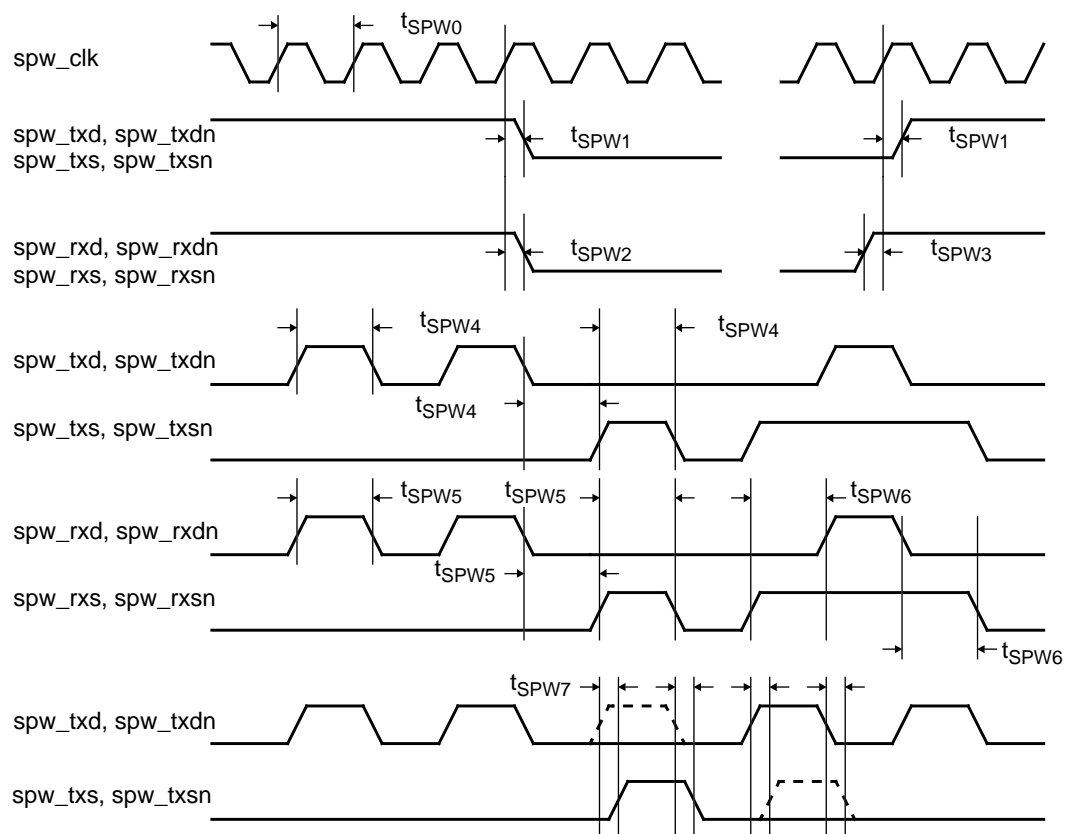 tSPW0
spw_clk
spw_txd, spw_txdn
spw_txs, spw_txsn
tSPW1
tSPW1
spw_rxd, spw_rxdn
spw_rxs, spw_rxsn
tSPW2
tSPW3
tSPW4
tSPW4
spw_txd, spw_txdn
tSPW4
spw_txs, spw_txsn
tSPW5
tSPW5
tSPW6
spw_rxd, spw_rxdn
tSPW5
spw_rxs, spw_rxsn
tSPW6
tSPW7
spw_txd, spw_txdn
spw_txs, spw_txsn